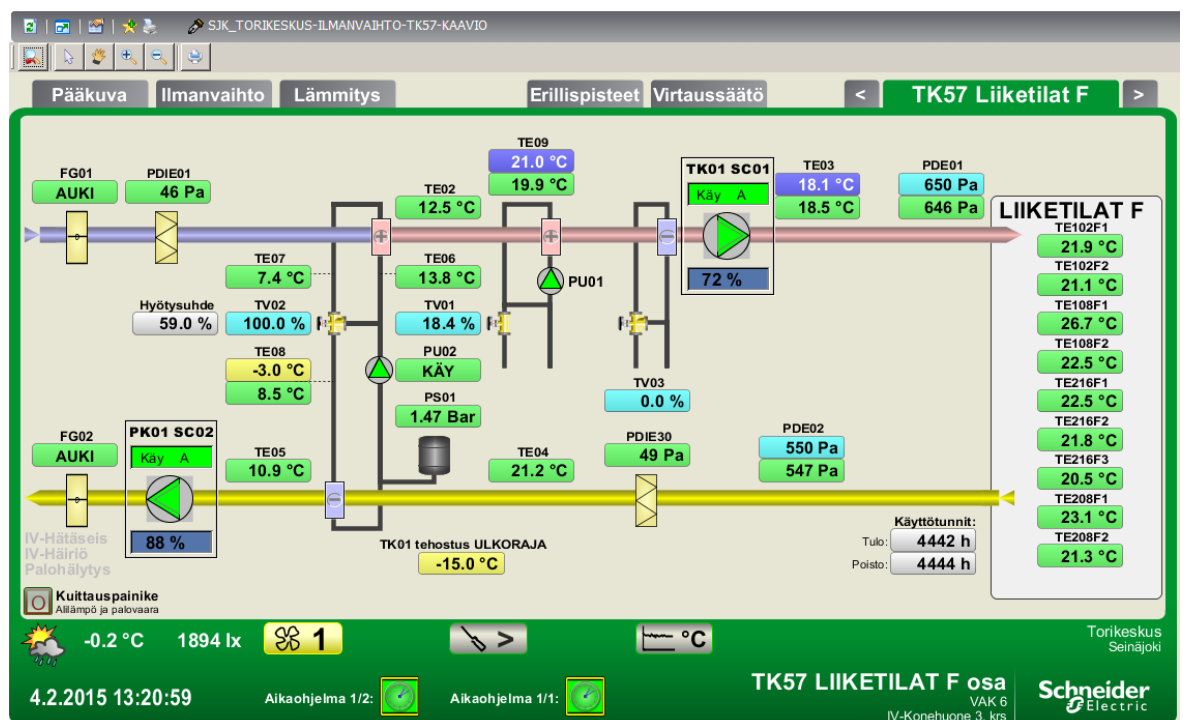 SJK_TORIKESKUS-ILMANVAIHTO-TK57-KAAVIO
Pääkuva Ilmanvaihto Lämmitys Erillispisteet Virtaussäätö < TK57 Liiketilat F >
TE09
21.0 °C
19.9 °C
FG01
AUKI
PDIE01
46 Pa
TE02
12.5 °C
TK01 SC01
Käy A
72 %
TE03
18.1 °C
18.5 °C
PDE01
650 Pa
646 Pa
TE07
7.4 °C
TE06
13.8 °C
PU01
Hyötysuhde
59.0 %
TV02
100.0 %
TV01
18.4 %
TE08
-3.0 °C
8.5 °C
PU02
KÄY
PS01
1.47 Bar
TV03
0.0 %
FG02
AUKI
PK01 SC02
Käy A
88 %
TE05
10.9 °C
TE04
21.2 °C
PDIE30
49 Pa
PDE02
550 Pa
547 Pa
LIIKETILAT F
TE102F1
21.9 °C
TE102F2
21.1 °C
TE108F1
26.7 °C
TE108F2
22.5 °C
TE216F1
22.5 °C
TE216F2
21.8 °C
TE216F3
20.5 °C
TE208F1
23.1 °C
TE208F2
21.3 °C
IV-Hätäseis
IV-Häiriö
Palohälytys
TK01 tehostus ULKORAJA
-15.0 °C
Käyttötunnit:
Tulo: 4442 h
Poisto: 4444 h
Kuittauspainike
Alilämpö ja palovaara
-0.2 °C 1894 lx 1 > °C
Torikeskus
Seinäjoki
4.2.2015 13:20:59 Aikaohjelma 1/2: Aikaohjelma 1/1:
TK57 LIIKETILAT F osa
VAK 6
IV-Konehuone 3. krs
Schneider
Electric